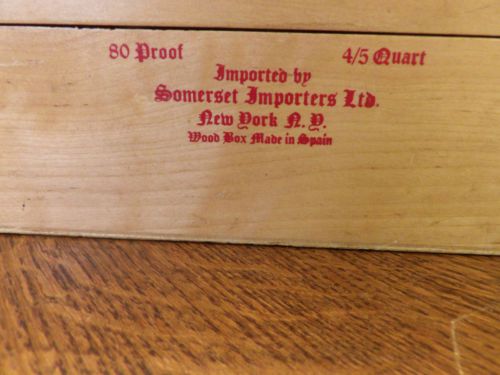 80 Proof 4/5 Quart
Imported by
Somerset Importers Ltd.
New York N.Y.
Wood Box Made in Spain